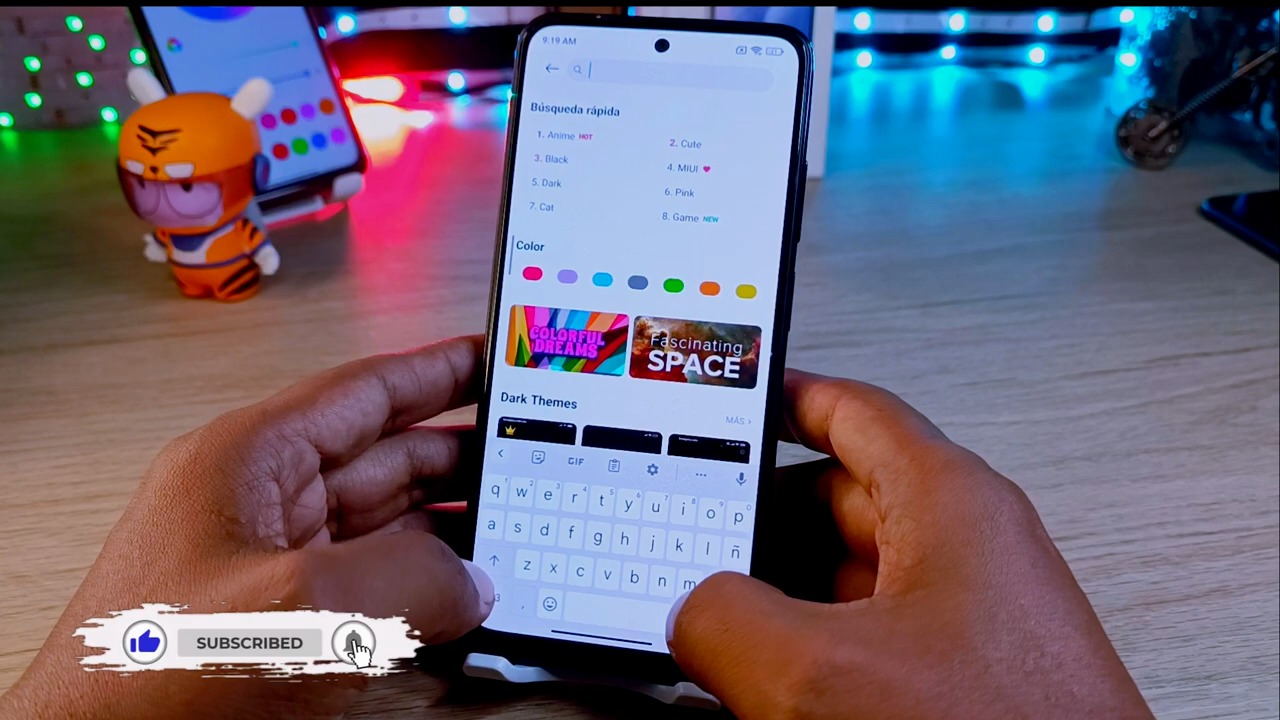 9:19 AM
Búsqueda rápida
1. Anime HOT
2. Cute
3. Black
4. MIUI
5. Dark
6. Pink
7. Cat
8. Game NEW
Color
COLORFUL
DREAMS
Fascinating
SPACE
Dark Themes
MÁS >
GIF
q w e r t y u i o p
a s d f g h j k l ñ
z x c v b n m
,
SUBSCRIBED